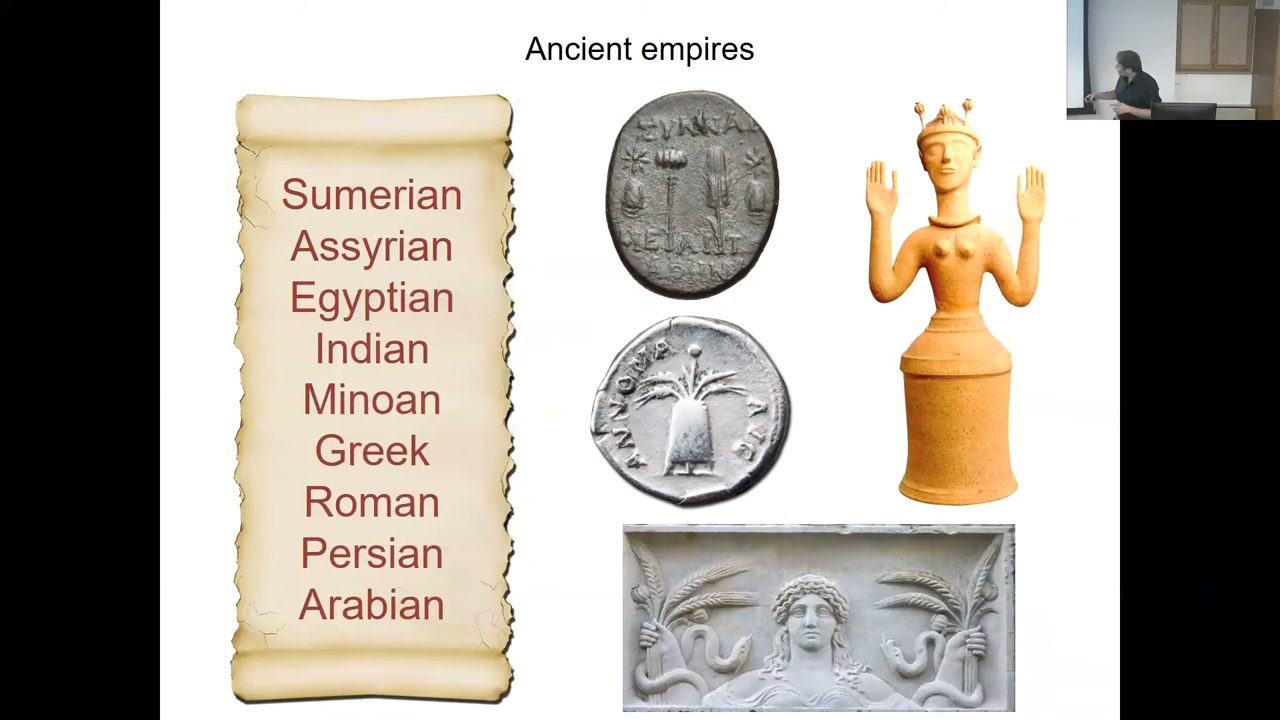 Ancient empires
Sumerian
Assyrian
Egyptian
Indian
Minoan
Greek
Roman
Persian
Arabian
ANNONA
AVG